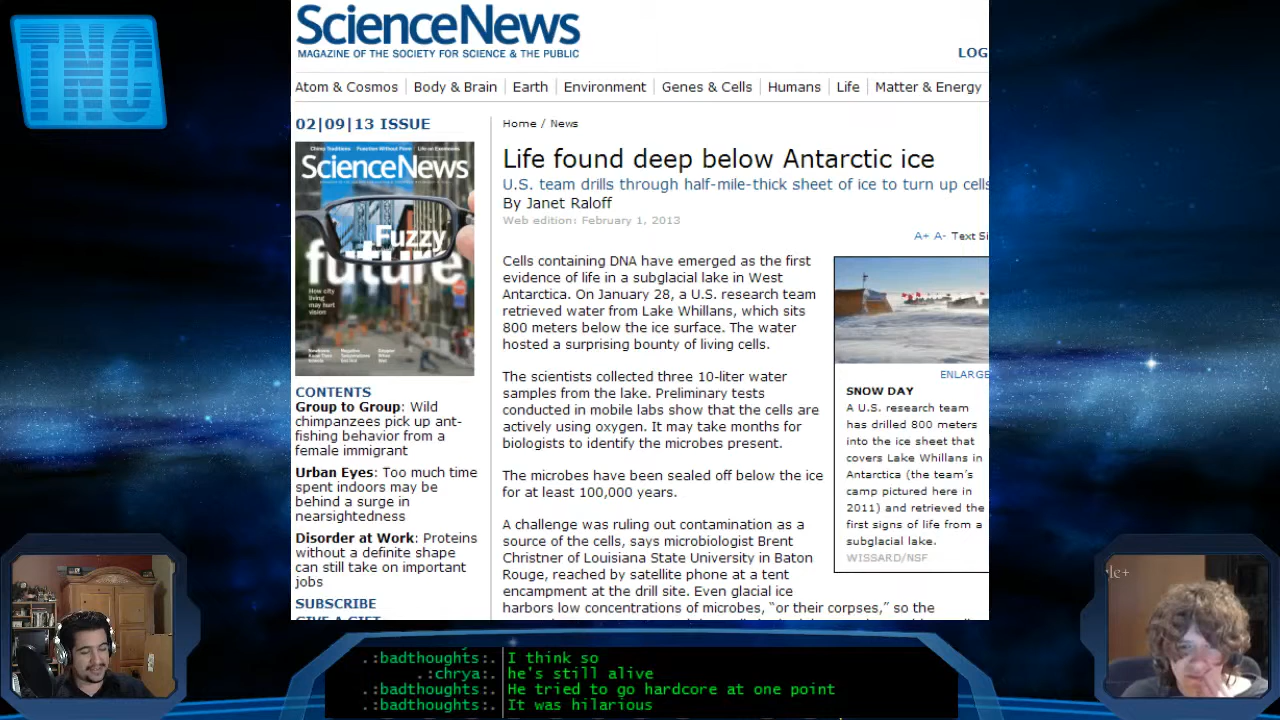 TNC
ScienceNews
MAGAZINE OF THE SOCIETY FOR SCIENCE & THE PUBLIC
LOG
Atom & Cosmos
Body & Brain
Earth
Environment
Genes & Cells
Humans
Life
Matter & Energy
02|09|13 ISSUE
ScienceNews
Fuzzy
future
How city
living
may hurt
vision
CONTENTS
Group to Group: Wild
chimpanzees pick up ant-
fishing behavior from a
female immigrant
Urban Eyes: Too much time
spent indoors may be
behind a surge in
nearsightedness
Disorder at Work: Proteins
without a definite shape
can still take on important
jobs
SUBSCRIBE
GIVE A GIFT
Home / News
Life found deep below Antarctic ice
U.S. team drills through half-mile-thick sheet of ice to turn up cells
By Janet Raloff
Web edition: February 1, 2013
A+ A- Text Si
Cells containing DNA have emerged as the first
evidence of life in a subglacial lake in West
Antarctica. On January 28, a U.S. research team
retrieved water from Lake Whillans, which sits
800 meters below the ice surface. The water
hosted a surprising bounty of living cells.
The scientists collected three 10-liter water
samples from the lake. Preliminary tests
conducted in mobile labs show that the cells are
actively using oxygen. It may take months for
biologists to identify the microbes present.
The microbes have been sealed off below the ice
for at least 100,000 years.
A challenge was ruling out contamination as a
source of the cells, says microbiologist Brent
Christner of Louisiana State University in Baton
Rouge, reached by satellite phone at a tent
encampment at the drill site. Even glacial ice
harbors low concentrations of microbes, "or their corpses," so the
ENLARGE
SNOW DAY
A U.S. research team
has drilled 800 meters
into the ice sheet that
covers Lake Whillans in
Antarctica (the team's
camp pictured here in
2011) and retrieved the
first signs of life from a
subglacial lake.
WISSARD/NSF
le+
.:badthoughts:. I think so
.:chrya:. he's still alive
.:badthoughts:. He tried to go hardcore at one point
.:badthoughts:. It was hilarious